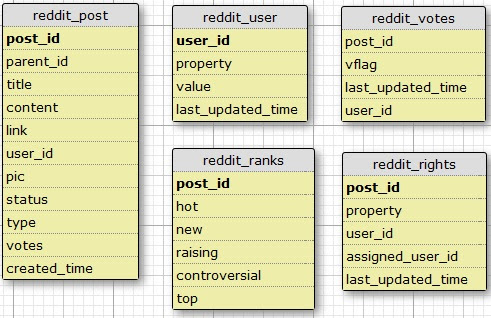 reddit_post
post_id
parent_id
title
content
link
user_id
pic
status
type
votes
created_time
reddit_user
user_id
property
value
last_updated_time
reddit_votes
post_id
vflag
last_updated_time
user_id
reddit_ranks
post_id
hot
new
raising
controversial
top
reddit_rights
post_id
property
user_id
assigned_user_id
last_updated_time